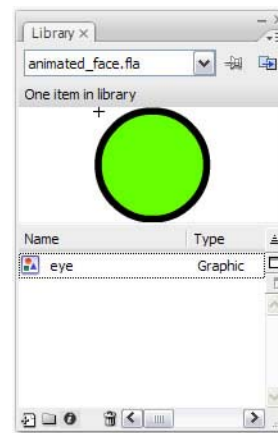 Library ×
animated_face.fla
One item in library
Name Type
eye Graphic